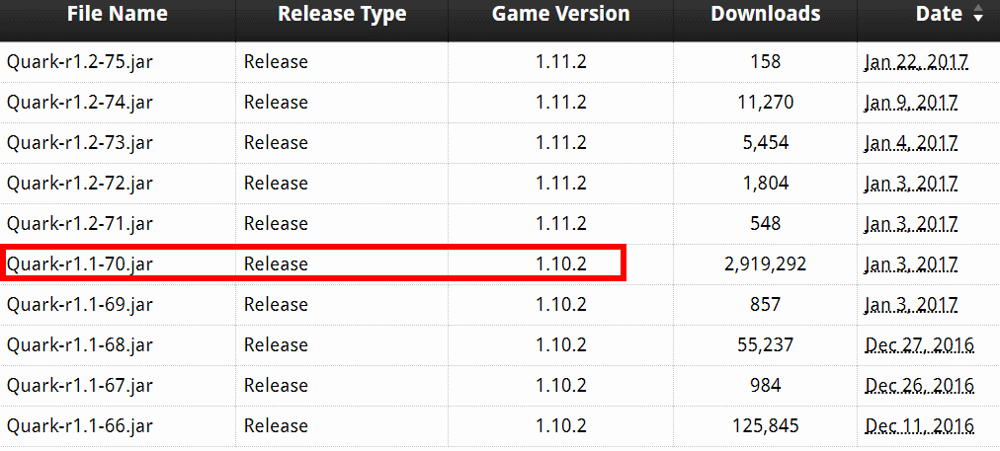 File Name Release Type Game Version Downloads Date
Quark-r1.2-75.jar Release 1.11.2 158 Jan 22, 2017
Quark-r1.2-74.jar Release 1.11.2 11,270 Jan 9, 2017
Quark-r1.2-73.jar Release 1.11.2 5,454 Jan 4, 2017
Quark-r1.2-72.jar Release 1.11.2 1,804 Jan 3, 2017
Quark-r1.2-71.jar Release 1.11.2 548 Jan 3, 2017
Quark-r1.1-70.jar Release 1.10.2 2,919,292 Jan 3, 2017
Quark-r1.1-69.jar Release 1.10.2 857 Jan 3, 2017
Quark-r1.1-68.jar Release 1.10.2 55,237 Dec 27, 2016
Quark-r1.1-67.jar Release 1.10.2 984 Dec 26, 2016
Quark-r1.1-66.jar Release 1.10.2 125,845 Dec 11, 2016